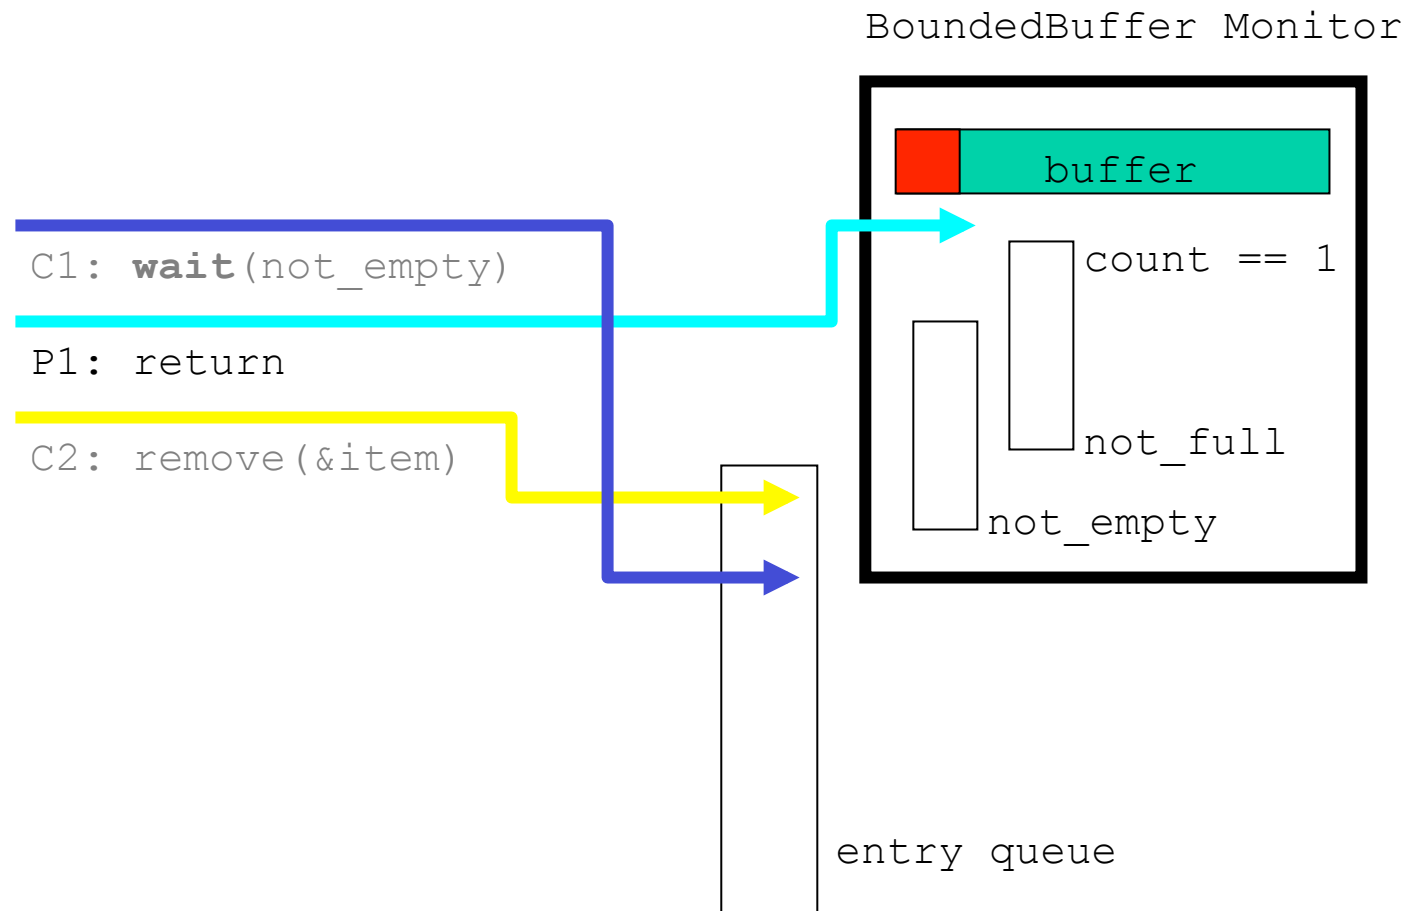 BoundedBuffer Monitor
buffer
C1: wait(not_empty)
count == 1
P1: return
not_full
C2: remove(&item)
not_empty
entry queue